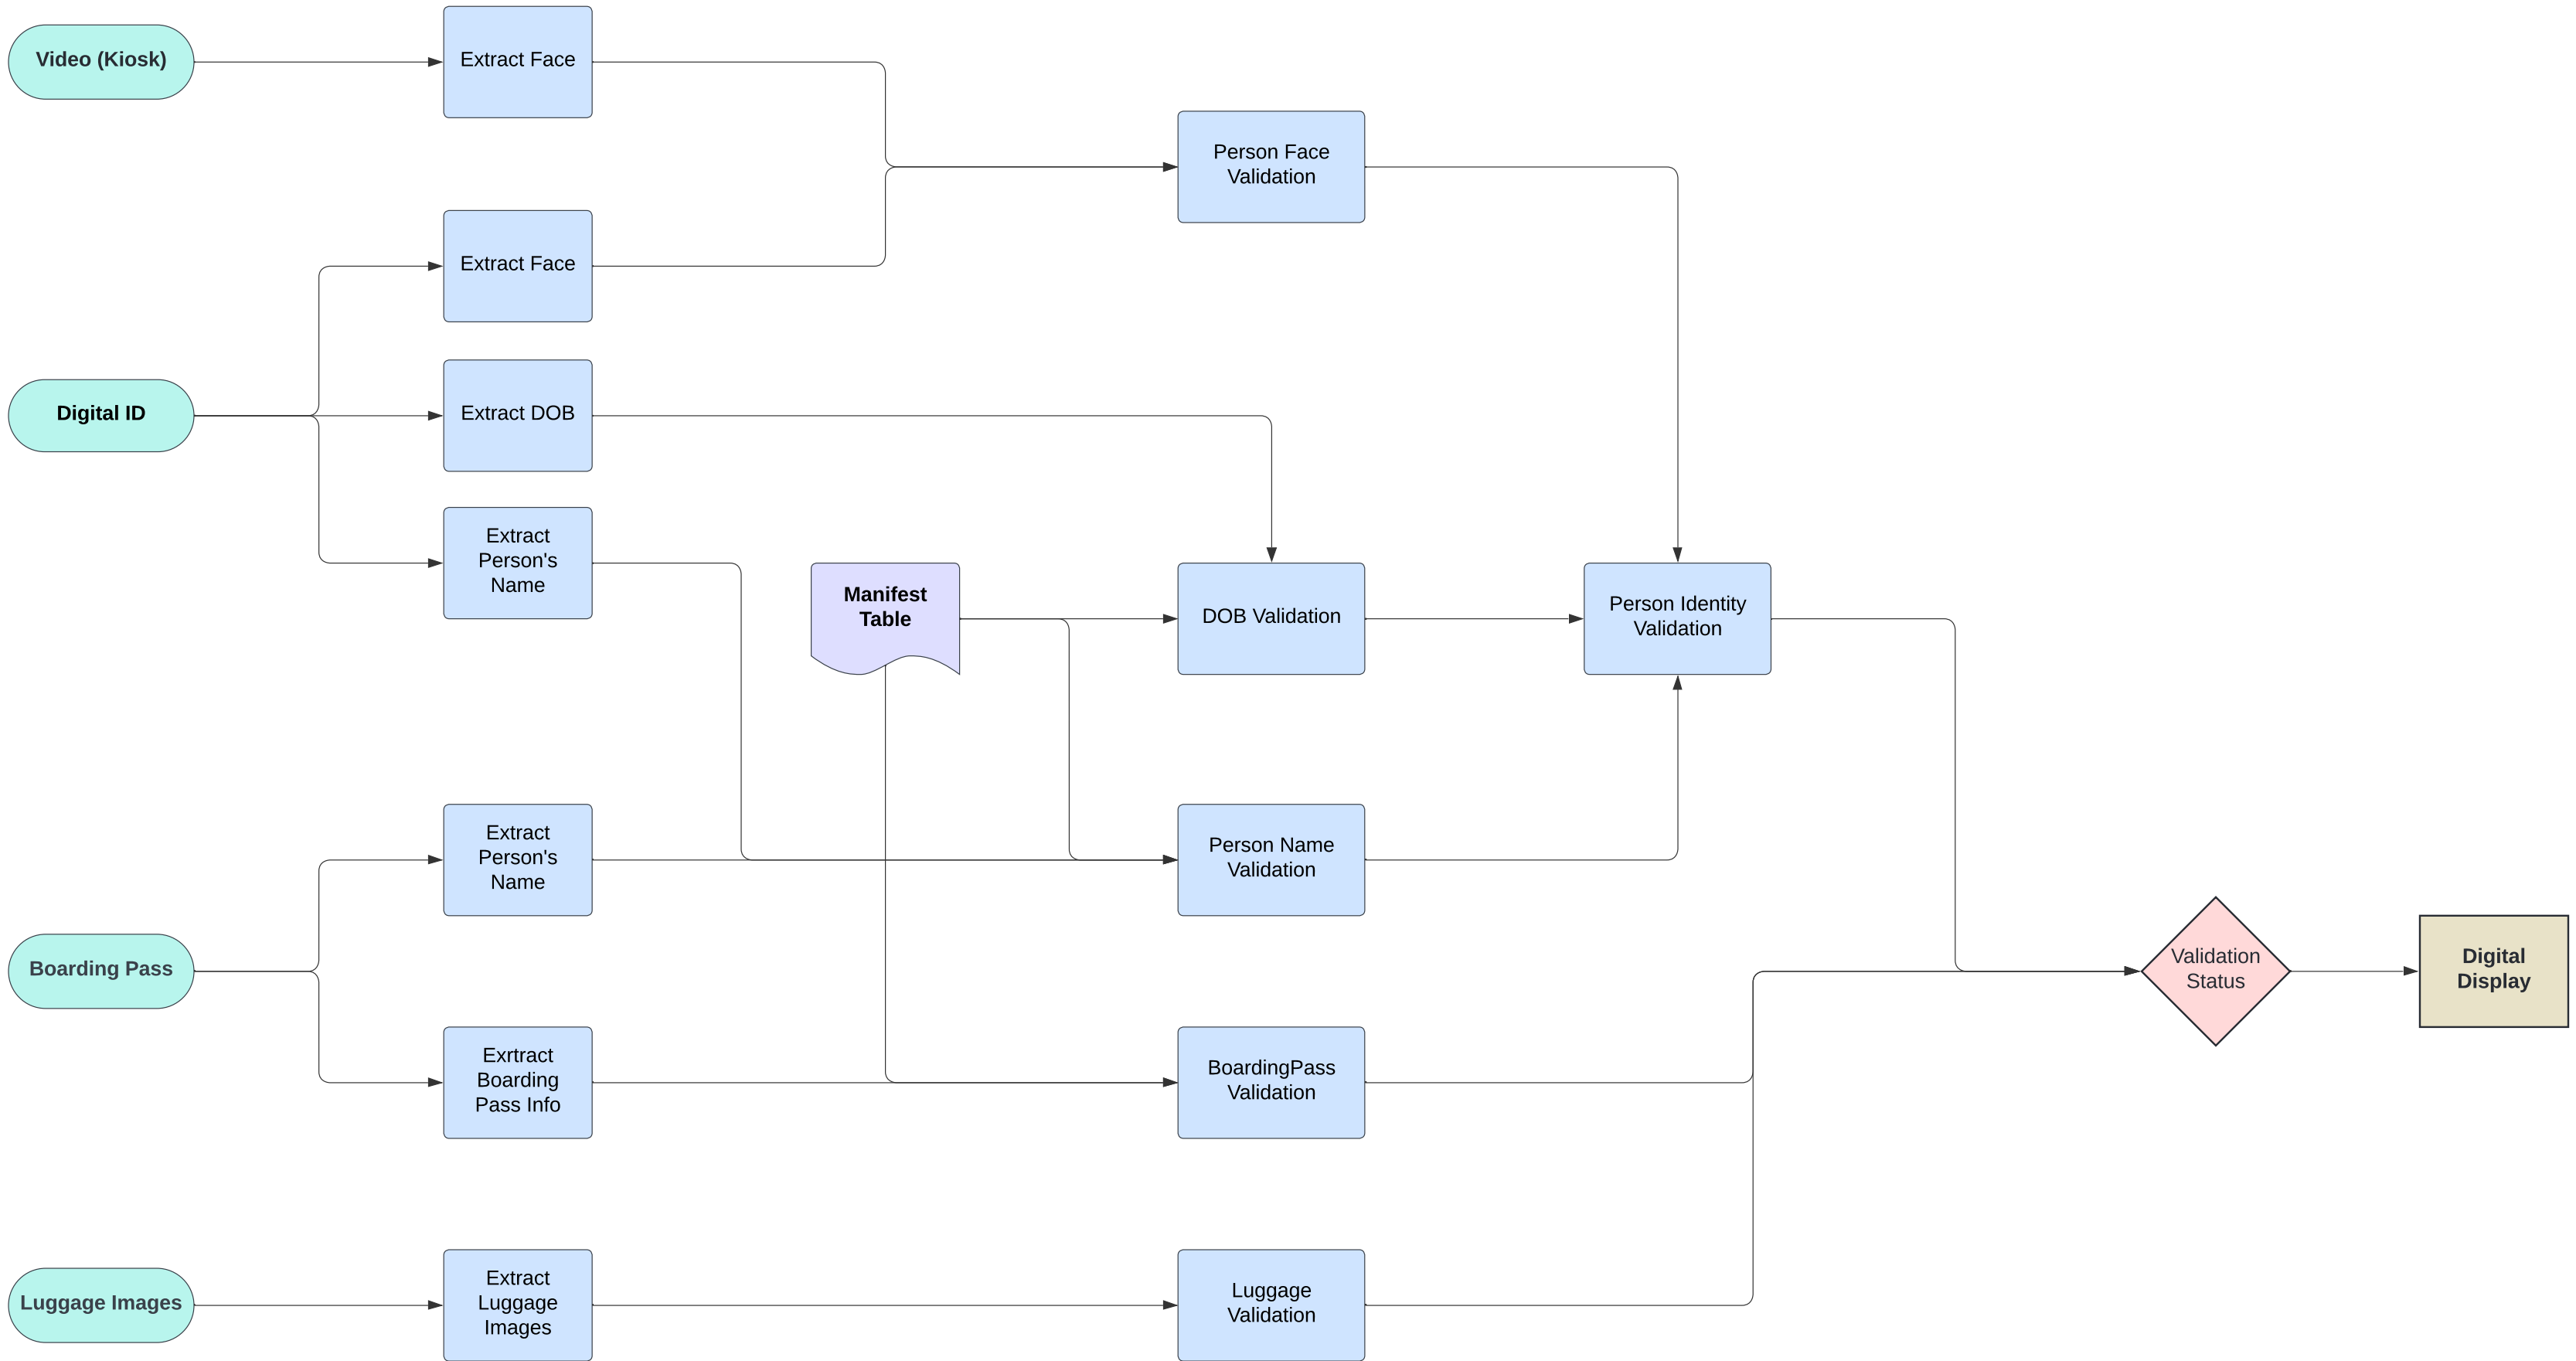 Video (Kiosk)
Extract Face
Person Face
Validation
Extract Face
Digital ID
Extract DOB
Extract
Person's
Name
Manifest
Table
DOB Validation
Person Identity
Validation
Extract
Person's
Name
Person Name
Validation
Boarding Pass
Validation
Status
Digital
Display
Exrtract
Boarding
Pass Info
BoardingPass
Validation
Luggage Images
Extract
Luggage
Images
Luggage
Validation